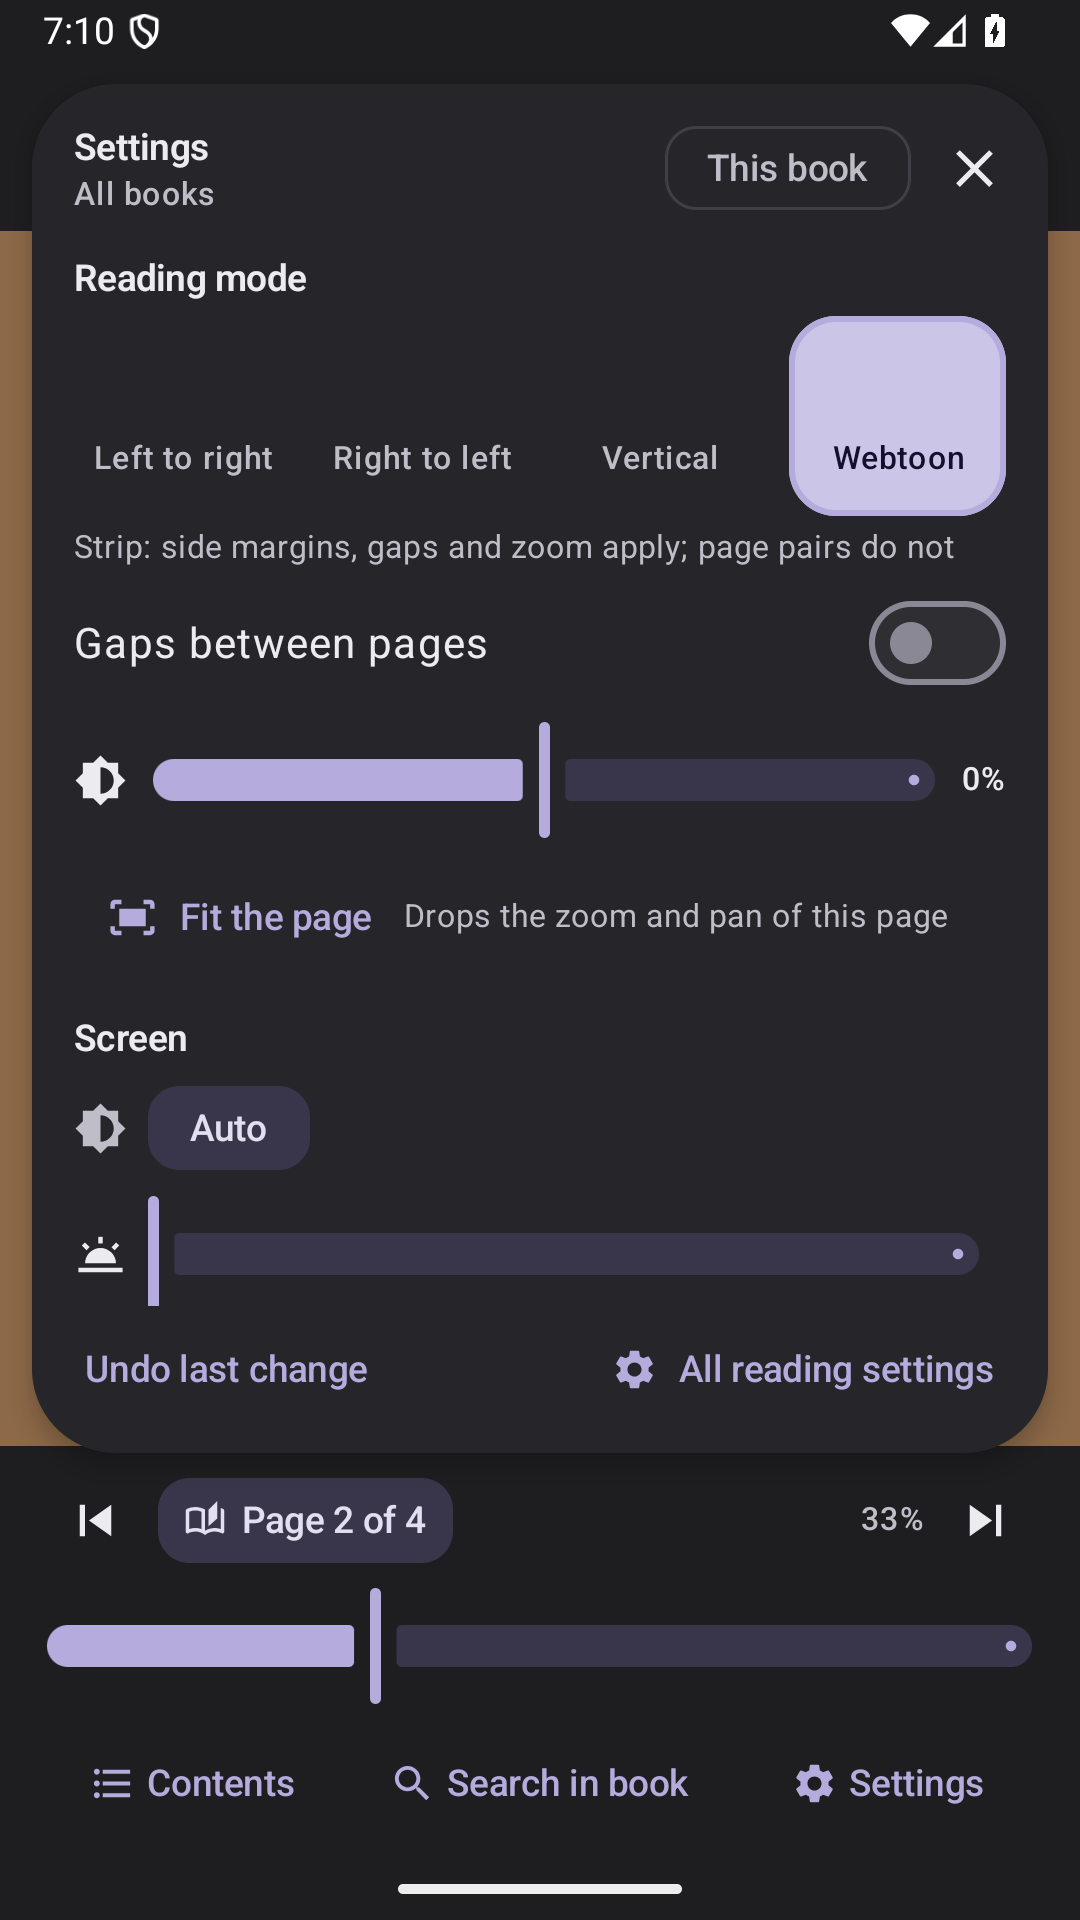 7:10
Settings
All books
This book
Reading mode
Left to right
Right to left
Vertical
Webtoon
Strip: side margins, gaps and zoom apply; page pairs do not
Gaps between pages
0%
Fit the page
Drops the zoom and pan of this page
Screen
Auto
Undo last change
All reading settings
Page 2 of 4
33%
Contents
Search in book
Settings